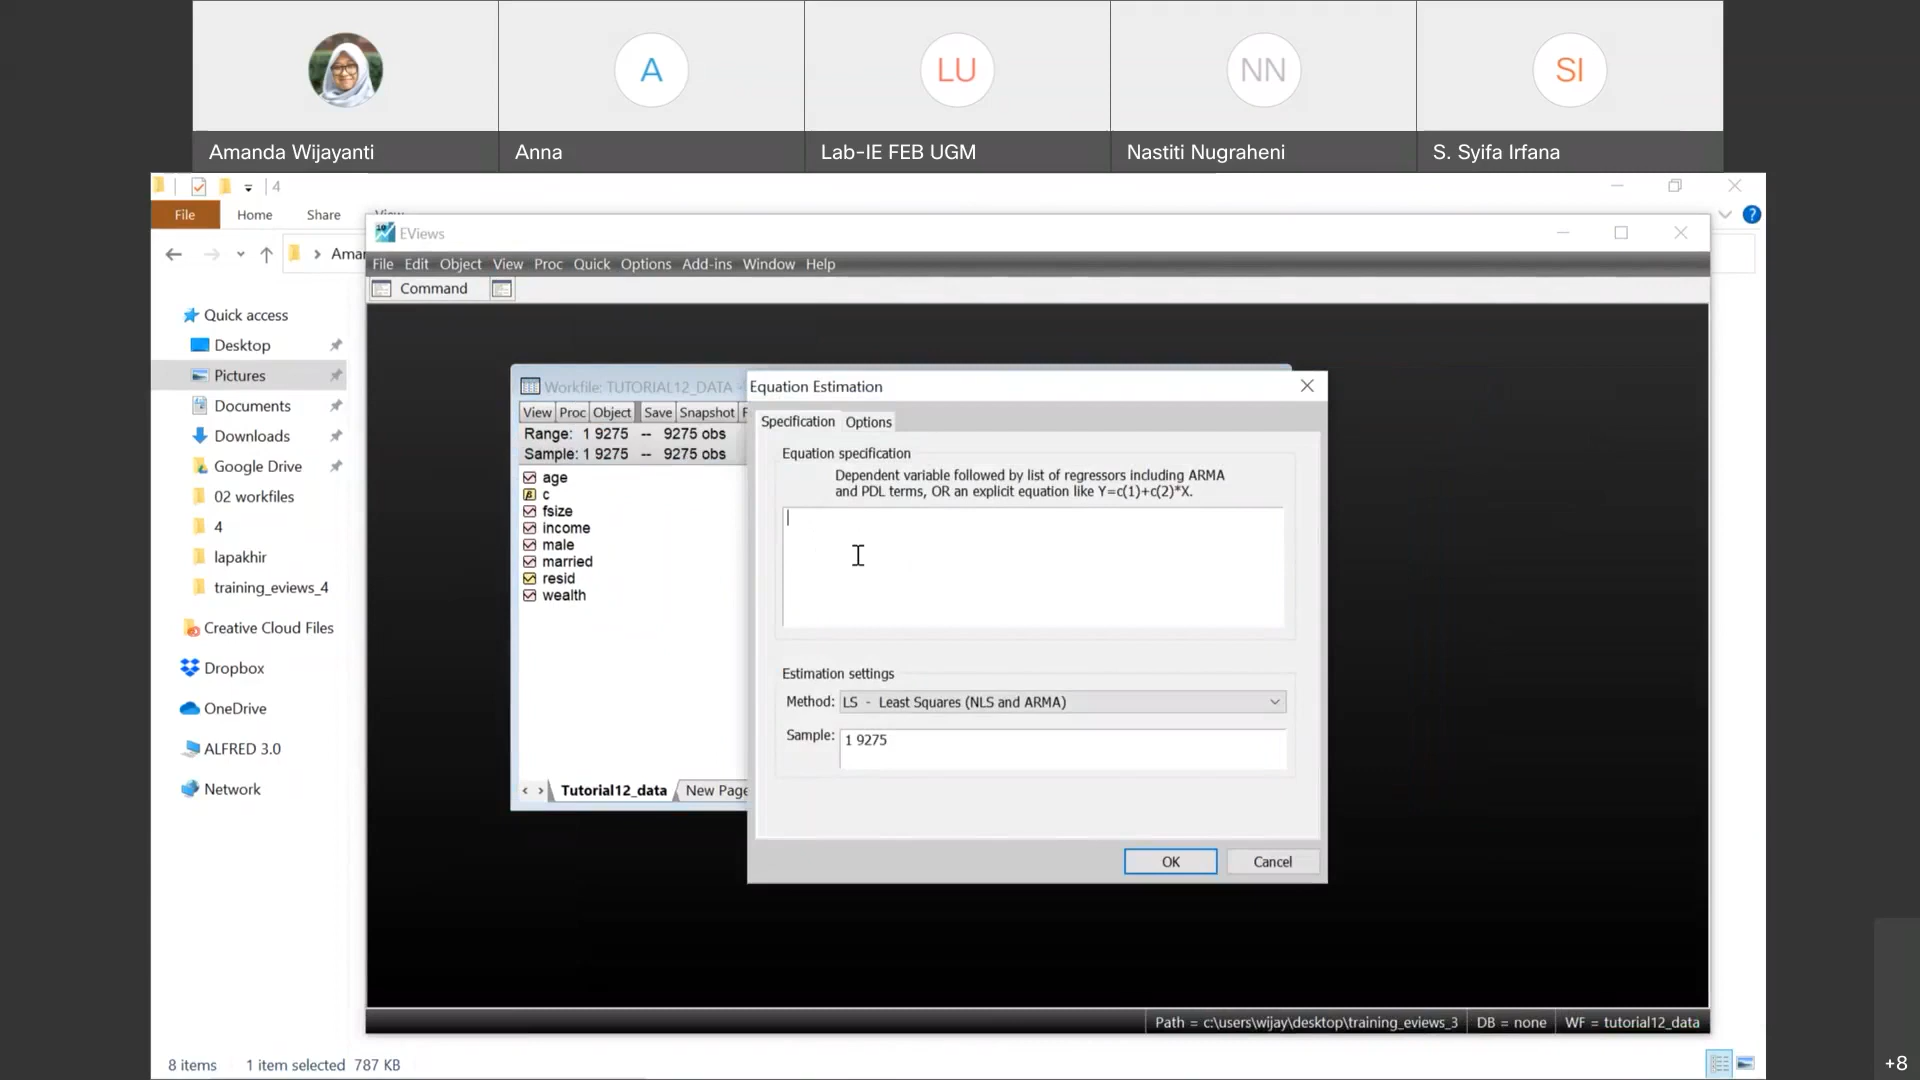 A
LU
NN
SI
Amanda Wijayanti
Anna
Lab-IE FEB UGM
Nastiti Nugraheni
S. Syifa Irfana
4
File
Home
Share
View
EViews
Amar
File Edit Object View Proc Quick Options Add-ins Window Help
Command
Quick access
Desktop
Pictures
Documents
Downloads
Google Drive
02 workfiles
4
lapakhir
training_eviews_4
Creative Cloud Files
Dropbox
OneDrive
ALFRED 3.0
Network
Workfile: TUTORIAL12_DATA -
View Proc Object Save Snapshot F
Range: 1 9275 -- 9275 obs
Sample: 1 9275 -- 9275 obs
age
c
fsize
income
male
married
resid
wealth
Tutorial12_data
New Page
Equation Estimation
Specification
Options
Equation specification
Dependent variable followed by list of regressors including ARMA
and PDL terms, OR an explicit equation like Y=c(1)+c(2)*X.
Estimation settings
Method: LS - Least Squares (NLS and ARMA)
Sample: 1 9275
OK
Cancel
Path = c:\users\wijay\desktop\training_eviews_3
DB = none
WF = tutorial12_data
8 items
1 item selected 787 KB
+8